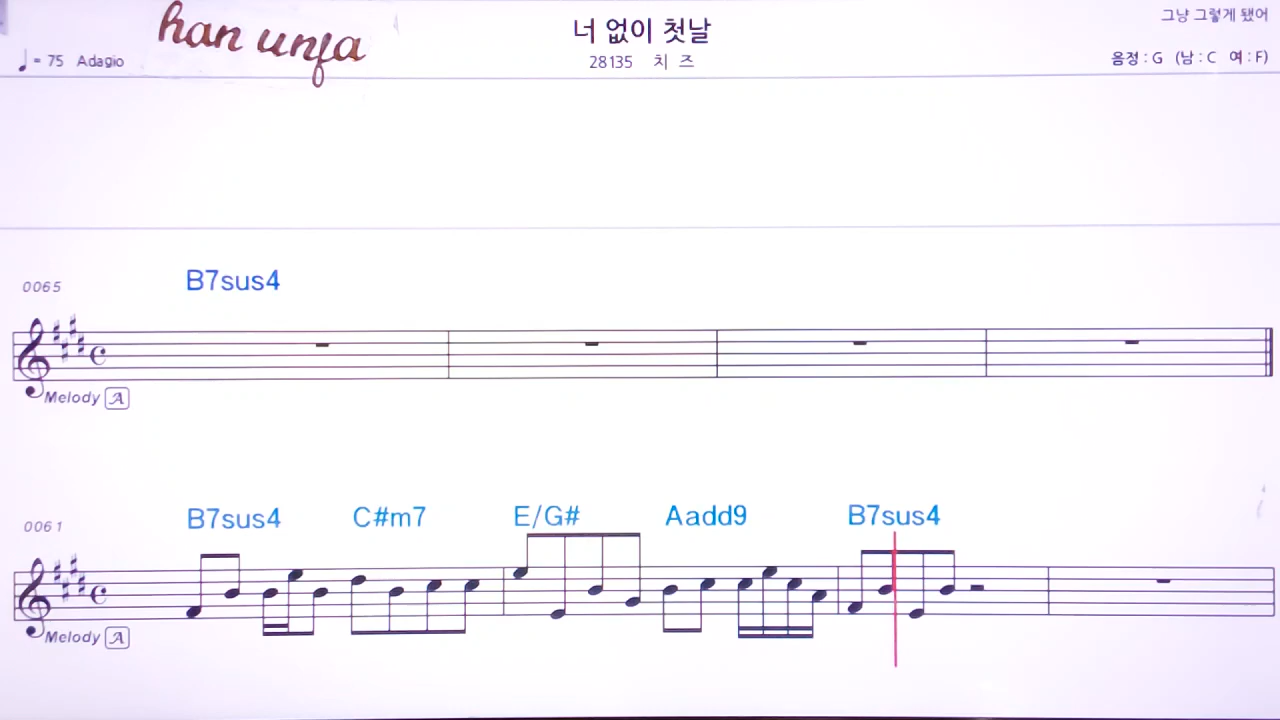 han unfa
너 없이 첫날
그냥 그렇게 됐어
♩= 75 Adagio
28135 치 즈
음정 : G (남 : C 여 : F)
0065 B7sus4
Melody A
0061 B7sus4 C#m7 E/G# Aadd9 B7sus4
Melody A